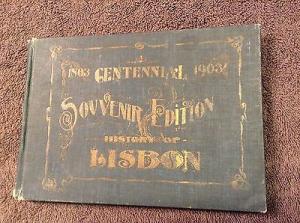 1803 CENTENNIAL 1903
SOUVENIR EDITION
HISTORY OF
LISBON